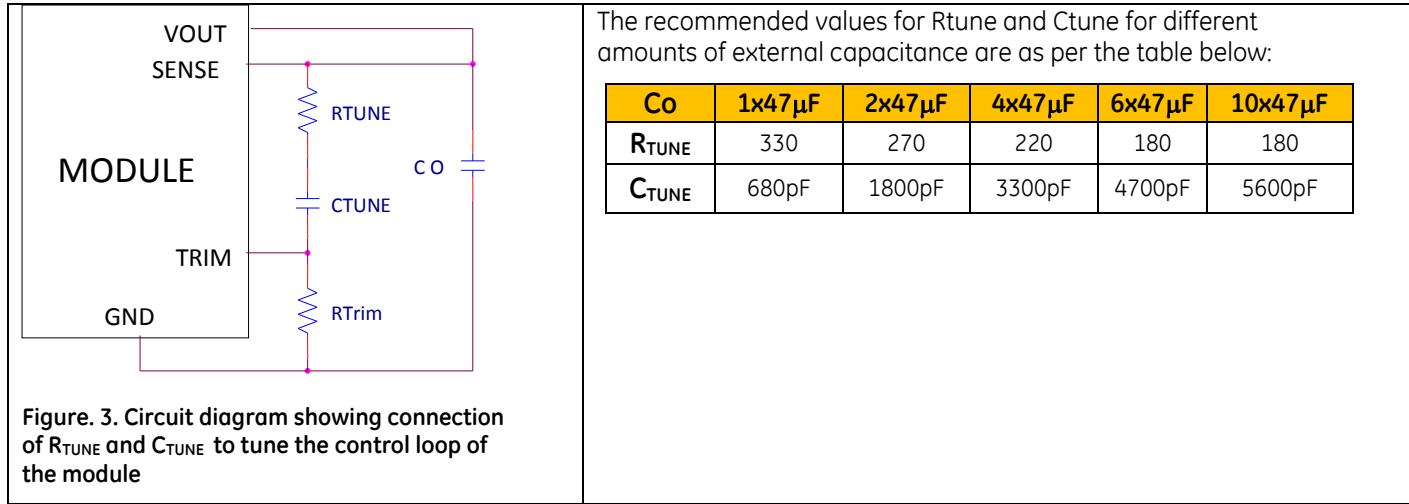 VOUT
SENSE
RTUNE
MODULE
C O
CTUNE
TRIM
GND
RTrim
Figure. 3. Circuit diagram showing connection
of RTUNE and CTUNE to tune the control loop of
the module
The recommended values for Rtune and Ctune for different
amounts of external capacitance are as per the table below:
Co 1x47μF 2x47μF 4x47μF 6x47μF 10x47μF
RTUNE 330 270 220 180 180
CTUNE 680pF 1800pF 3300pF 4700pF 5600pF